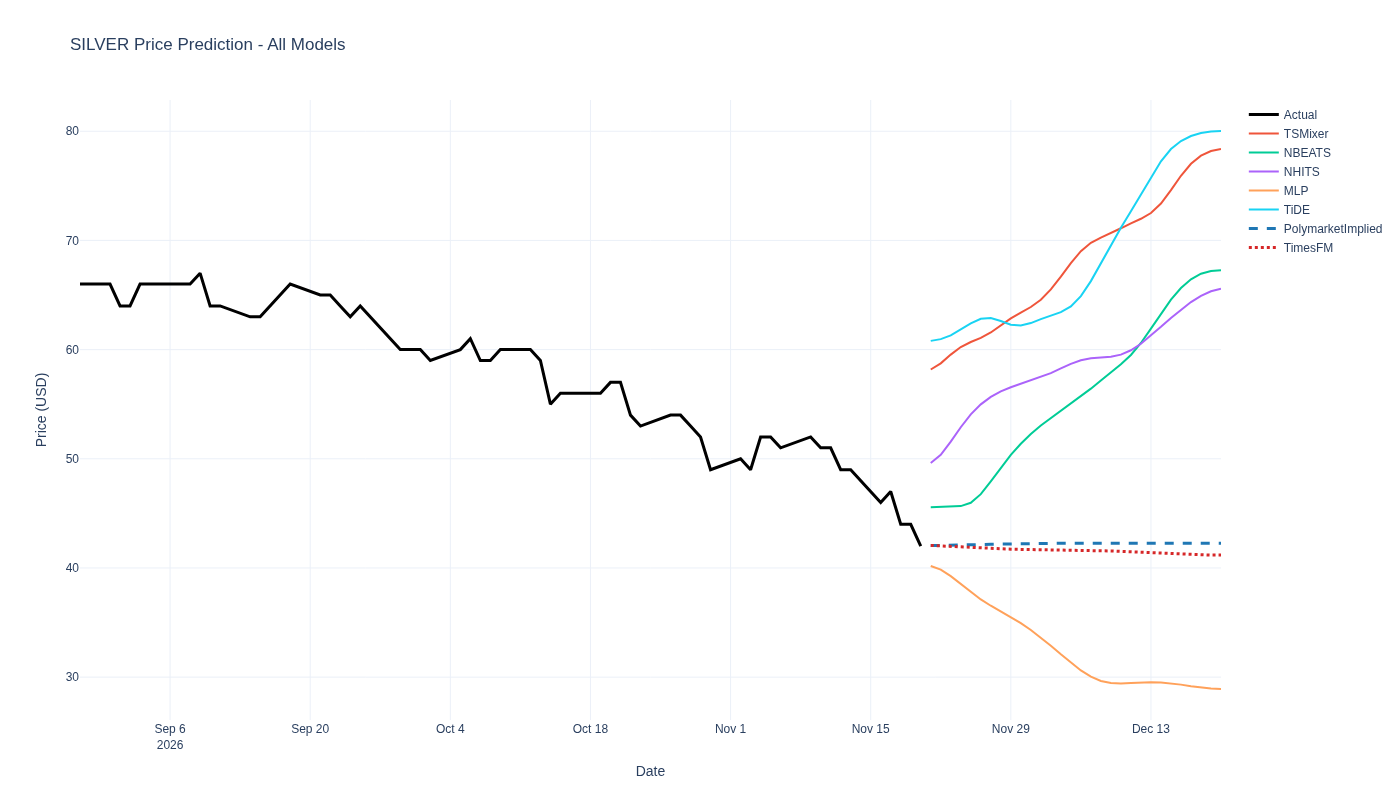 SILVER Price Prediction - All Models
80
70
60
50
40
30
Price (USD)
Sep 6
2026
Sep 20
Oct 4
Oct 18
Nov 1
Nov 15
Nov 29
Dec 13
Date
Actual
TSMixer
NBEATS
NHITS
MLP
TiDE
PolymarketImplied
TimesFM